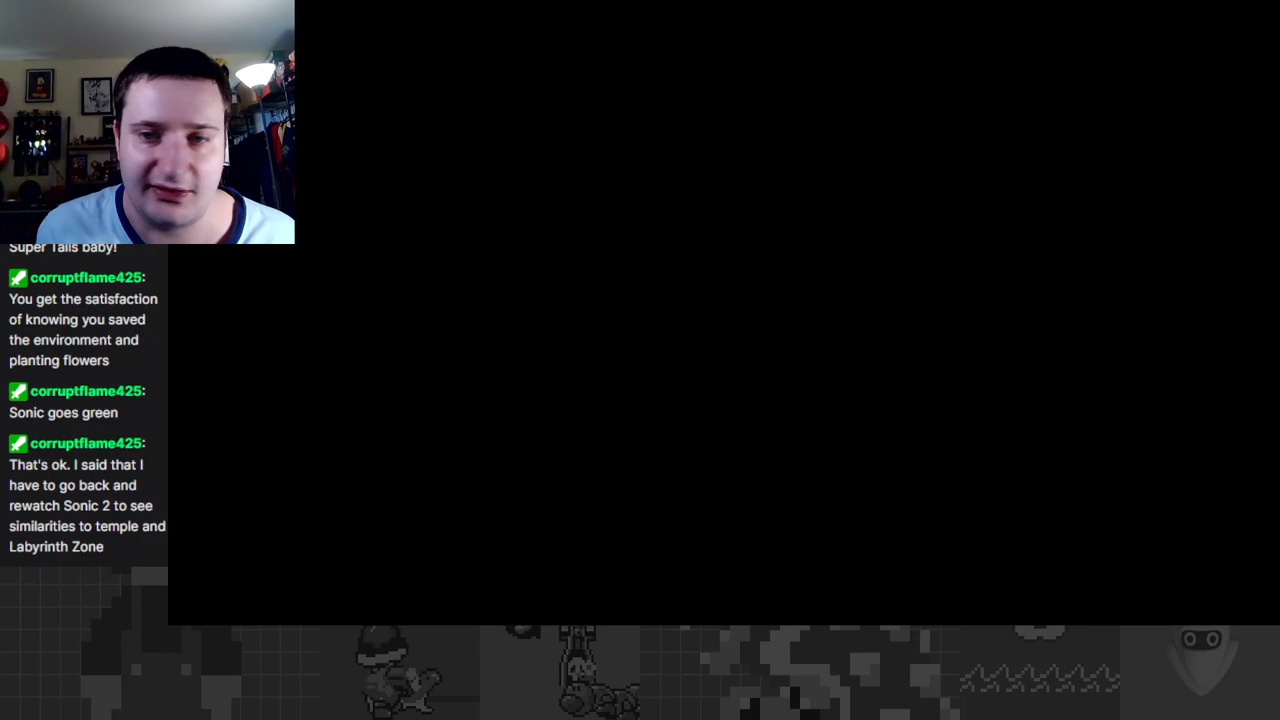 Super Tails baby!
corruptflame425:
You get the satisfaction
of knowing you saved
the environment and
planting flowers
corruptflame425:
Sonic goes green
corruptflame425:
That's ok. I said that I
have to go back and
rewatch Sonic 2 to see
similarities to temple and
Labyrinth Zone